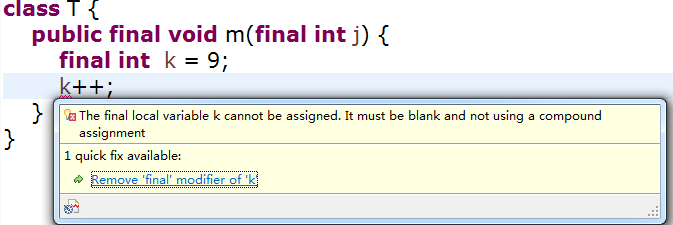 class T {
public final void m(final int j) {
final int k = 9;
k++;
}
}
The final local variable k cannot be assigned. It must be blank and not using a compound
assignment
1 quick fix available:
Remove 'final' modifier of 'k'